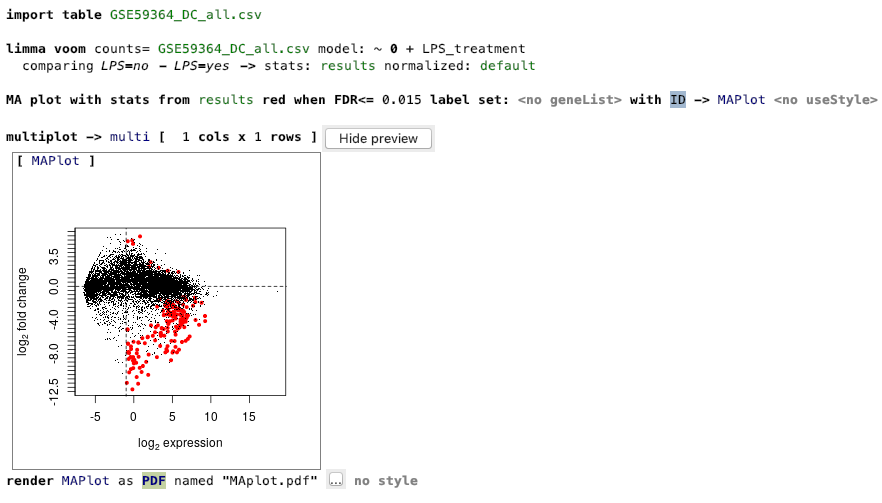 import table GSE59364_DC_all.csv
limma voom counts= GSE59364_DC_all.csv model: ~ 0 + LPS_treatment
comparing LPS=no - LPS=yes -> stats: results normalized: default
MA plot with stats from results red when FDR<= 0.015 label set: <no geneList> with ID -> MAPlot <no useStyle>
multiplot -> multi [ 1 cols x 1 rows ] Hide preview
[ MAPlot ]
log2 fold change
3.5
0.0
-4.0
-8.0
-12.5
-5 0 5 10 15
log2 expression
render MAPlot as PDF named "MAplot.pdf" ... no style